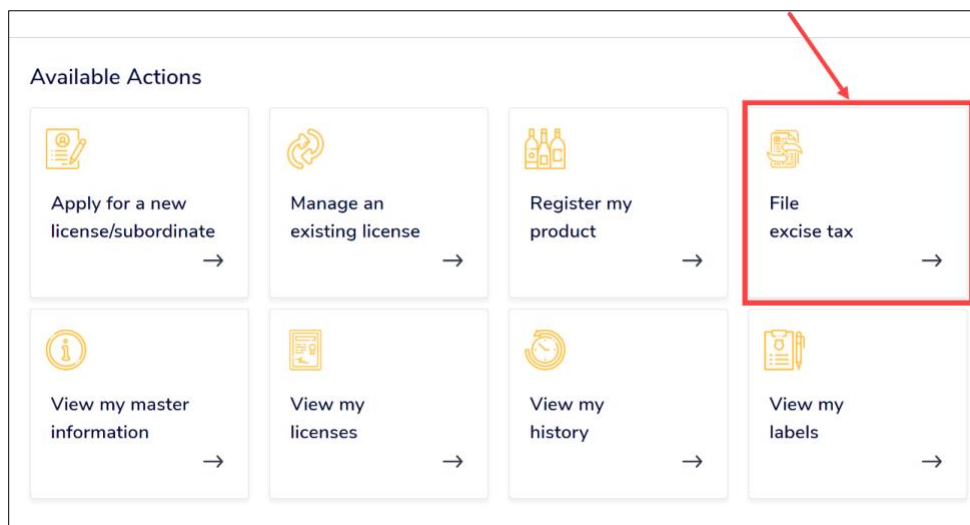 Available Actions
Apply for a new
license/subordinate
Manage an
existing license
Register my
product
File
excise tax
View my master
information
View my
licenses
View my
history
View my
labels